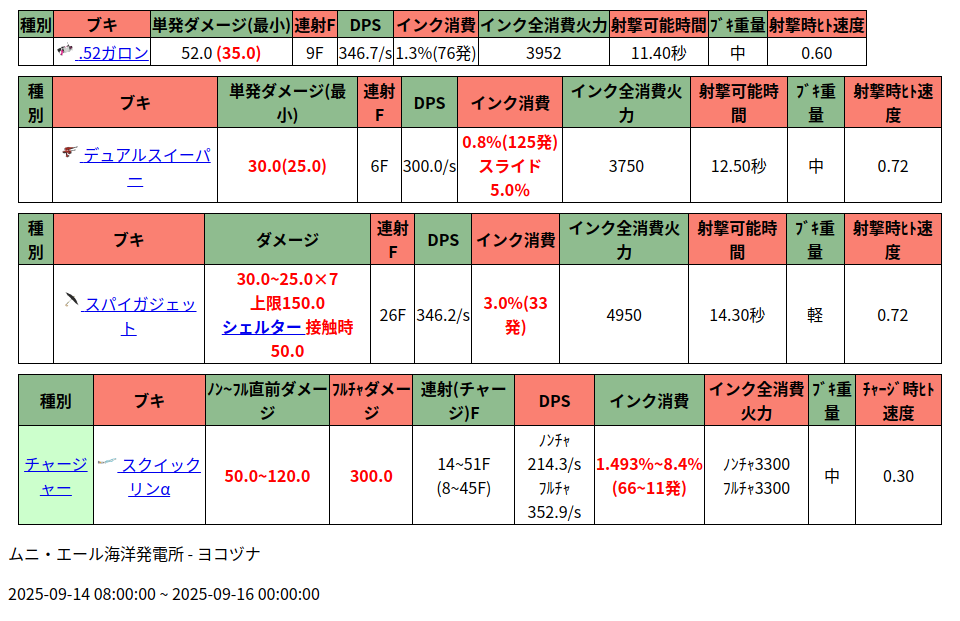 種別 ブキ 単発ダメージ(最小) 連射F DPS インク消費 インク全消費火力 射撃可能時間 ﾌﾞｷ重量 射撃時ﾋﾄ速度
.52ガロン 52.0 (35.0) 9F 346.7/s 1.3%(76発) 3952 11.40秒 中 0.60
種別 ブキ 単発ダメージ(最小) 連射F DPS インク消費 インク全消費火力 射撃可能時間 ﾌﾞｷ重量 射撃時ﾋﾄ速度
デュアルスイーパー 30.0(25.0) 6F 300.0/s 0.8%(125発) スライド 5.0% 3750 12.50秒 中 0.72
種別 ブキ ダメージ 連射F DPS インク消費 インク全消費火力 射撃可能時間 ﾌﾞｷ重量 射撃時ﾋﾄ速度
スパイガジェット 30.0~25.0×7 上限150.0 シェルター 接触時 50.0 26F 346.2/s 3.0%(33発) 4950 14.30秒 軽 0.72
種別 ブキ ﾉﾝ~ﾌﾙ直前ダメージ ﾌﾙﾁｬダメージ 連射(チャージ)F DPS インク消費 インク全消費火力 ﾌﾞｷ重量 ﾁｬｰｼﾞ時ﾋﾄ速度
チャージャー スクイックリンα 50.0~120.0 300.0 14~51F (8~45F) ﾉﾝﾁｬ 214.3/s ﾌﾙﾁｬ 352.9/s 1.493%~8.4% (66~11発) ﾉﾝﾁｬ3300 ﾌﾙﾁｬ3300 中 0.30
ムニ・エール海洋発電所 - ヨコヅナ
2025-09-14 08:00:00 ~ 2025-09-16 00:00:00